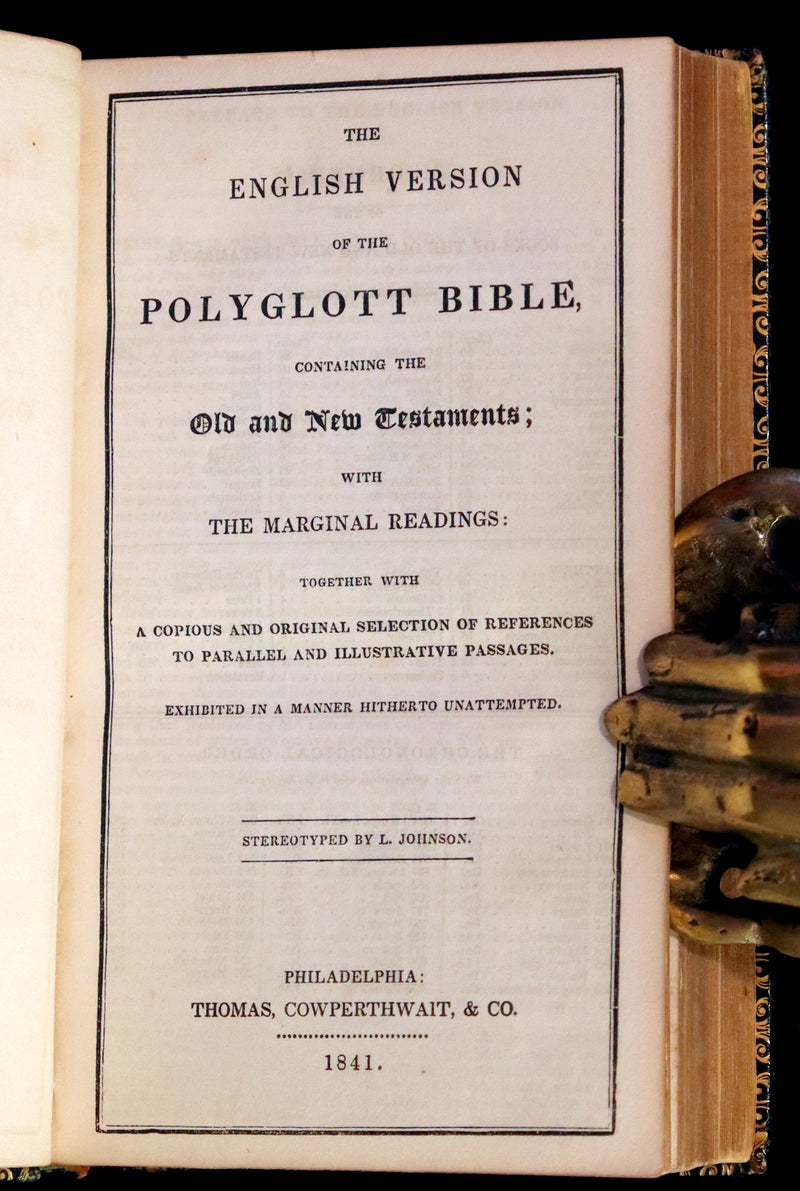 THE
ENGLISH VERSION
OF THE
POLYGLOTT BIBLE,
CONTAINING THE
Old and New Testaments;
WITH
THE MARGINAL READINGS:
TOGETHER WITH
A COPIOUS AND ORIGINAL SELECTION OF REFERENCES
TO PARALLEL AND ILLUSTRATIVE PASSAGES.
EXHIBITED IN A MANNER HITHERTO UNATTEMPTED.
STEREOTYPED BY L. JOHNSON.
PHILADELPHIA:
THOMAS, COWPERTHWAIT, & CO.
1841.